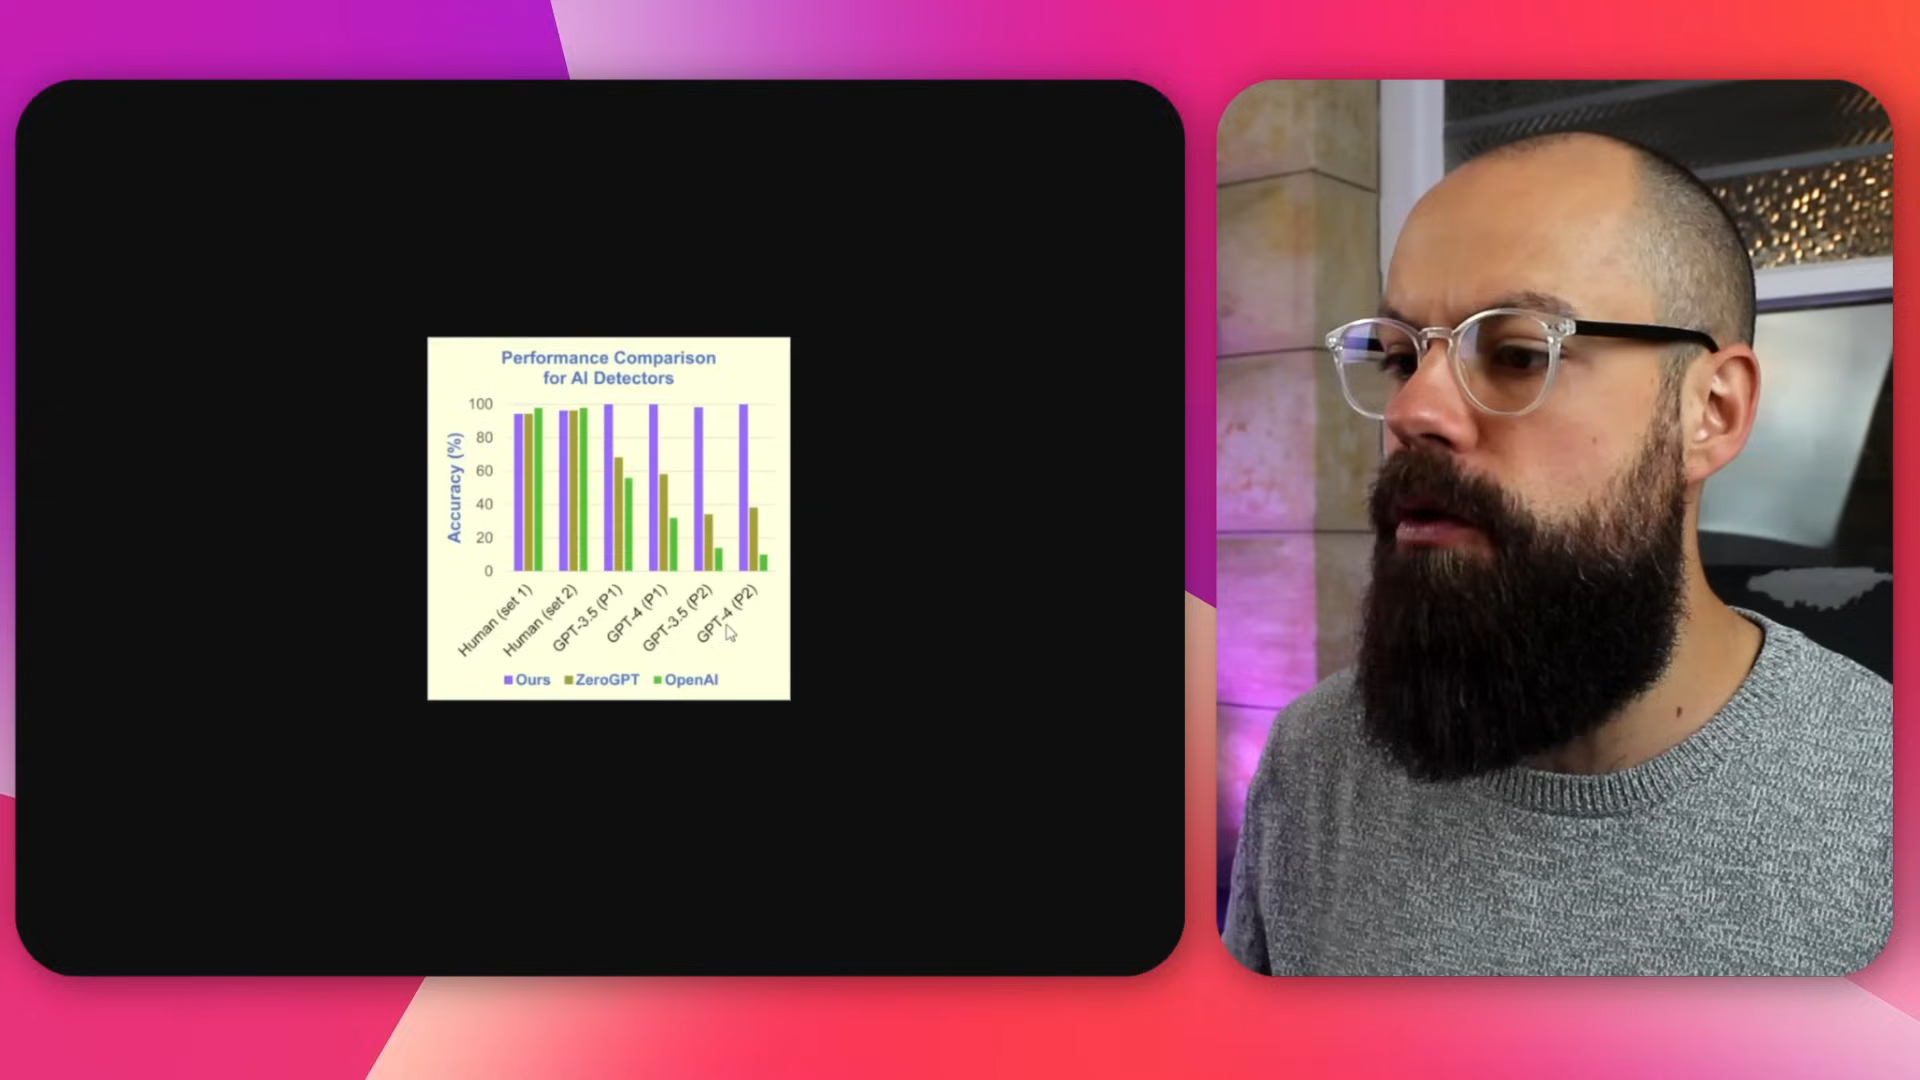 Performance Comparison
for AI Detectors
Accuracy (%)
100
80
60
40
20
0
Human (set 1)
Human (set 2)
GPT-3.5 (P1)
GPT-4 (P1)
GPT-3.5 (P2)
GPT-4 (P2)
Ours ZeroGPT OpenAI